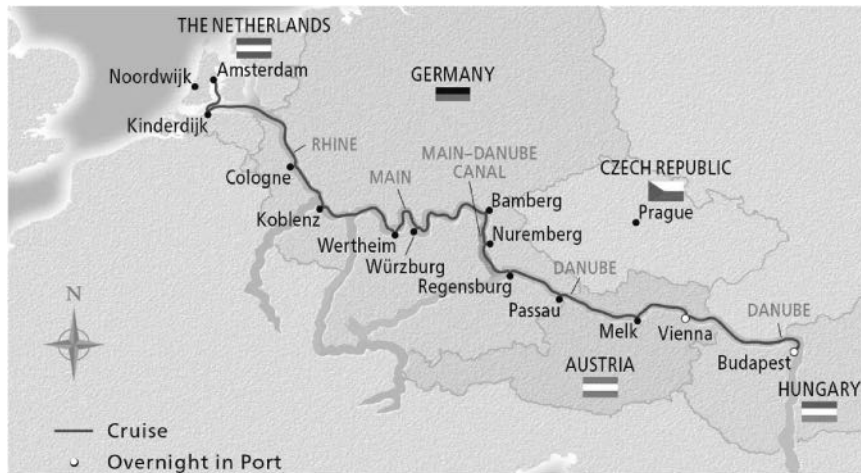 THE NETHERLANDS
Noordwijk
Amsterdam
GERMANY
Kinderdijk
RHINE
MAIN–DANUBE
CANAL
CZECH REPUBLIC
Cologne
MAIN
Bamberg
Prague
Koblenz
Nuremberg
Wertheim
Würzburg
Regensburg
DANUBE
N
Passau
Melk
Vienna
DANUBE
Budapest
AUSTRIA
HUNGARY
Cruise
Overnight in Port